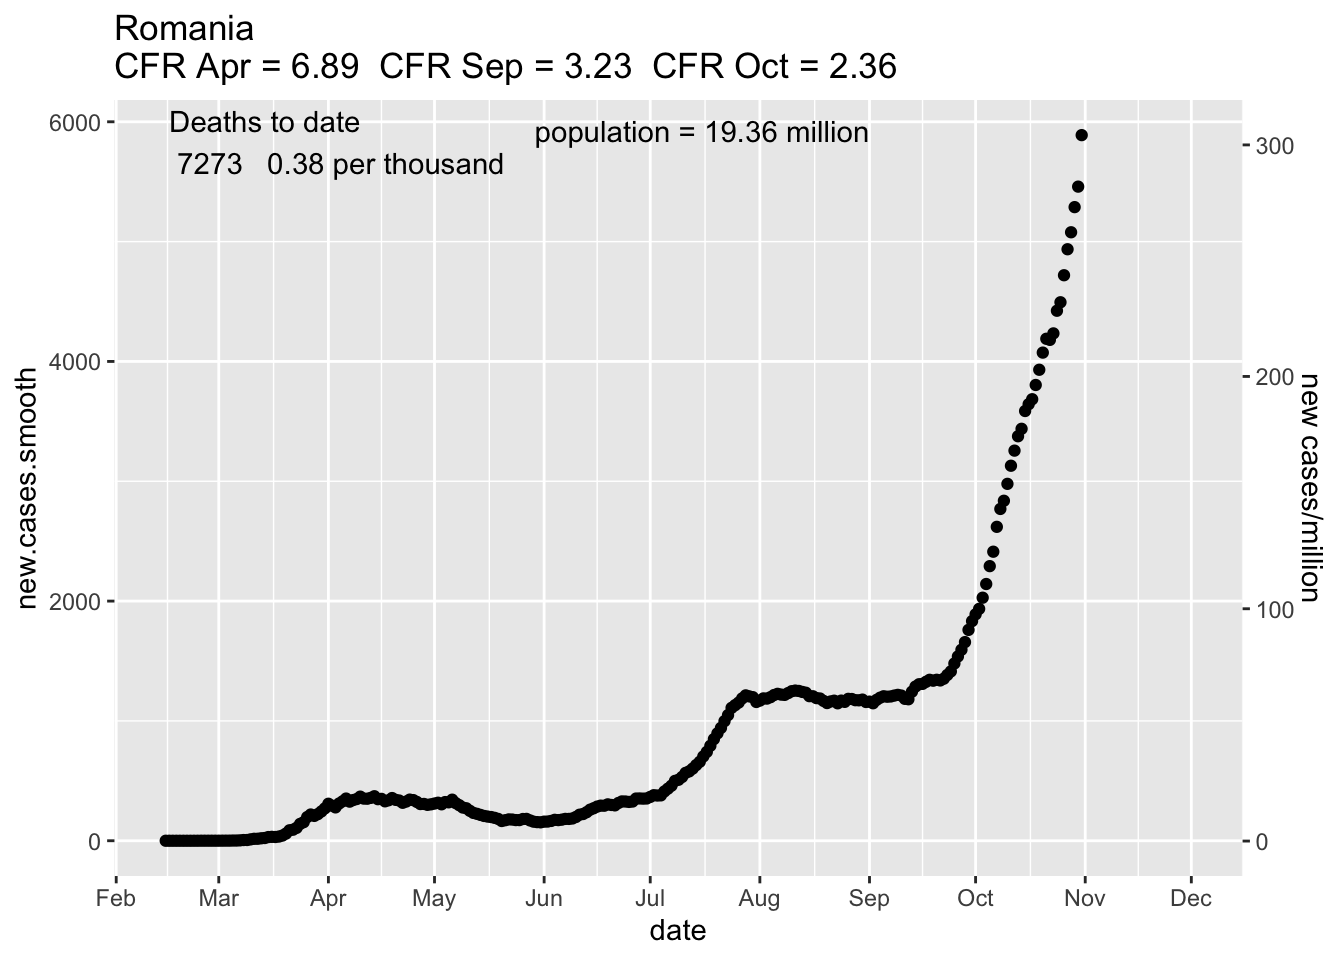 Romania
CFR Apr = 6.89  CFR Sep = 3.23  CFR Oct = 2.36
Deaths to date
7273   0.38 per thousand
population = 19.36 million
new.cases.smooth
6000
4000
2000
0
new cases/million
300
200
100
0
Feb Mar Apr May Jun Jul Aug Sep Oct Nov Dec
date